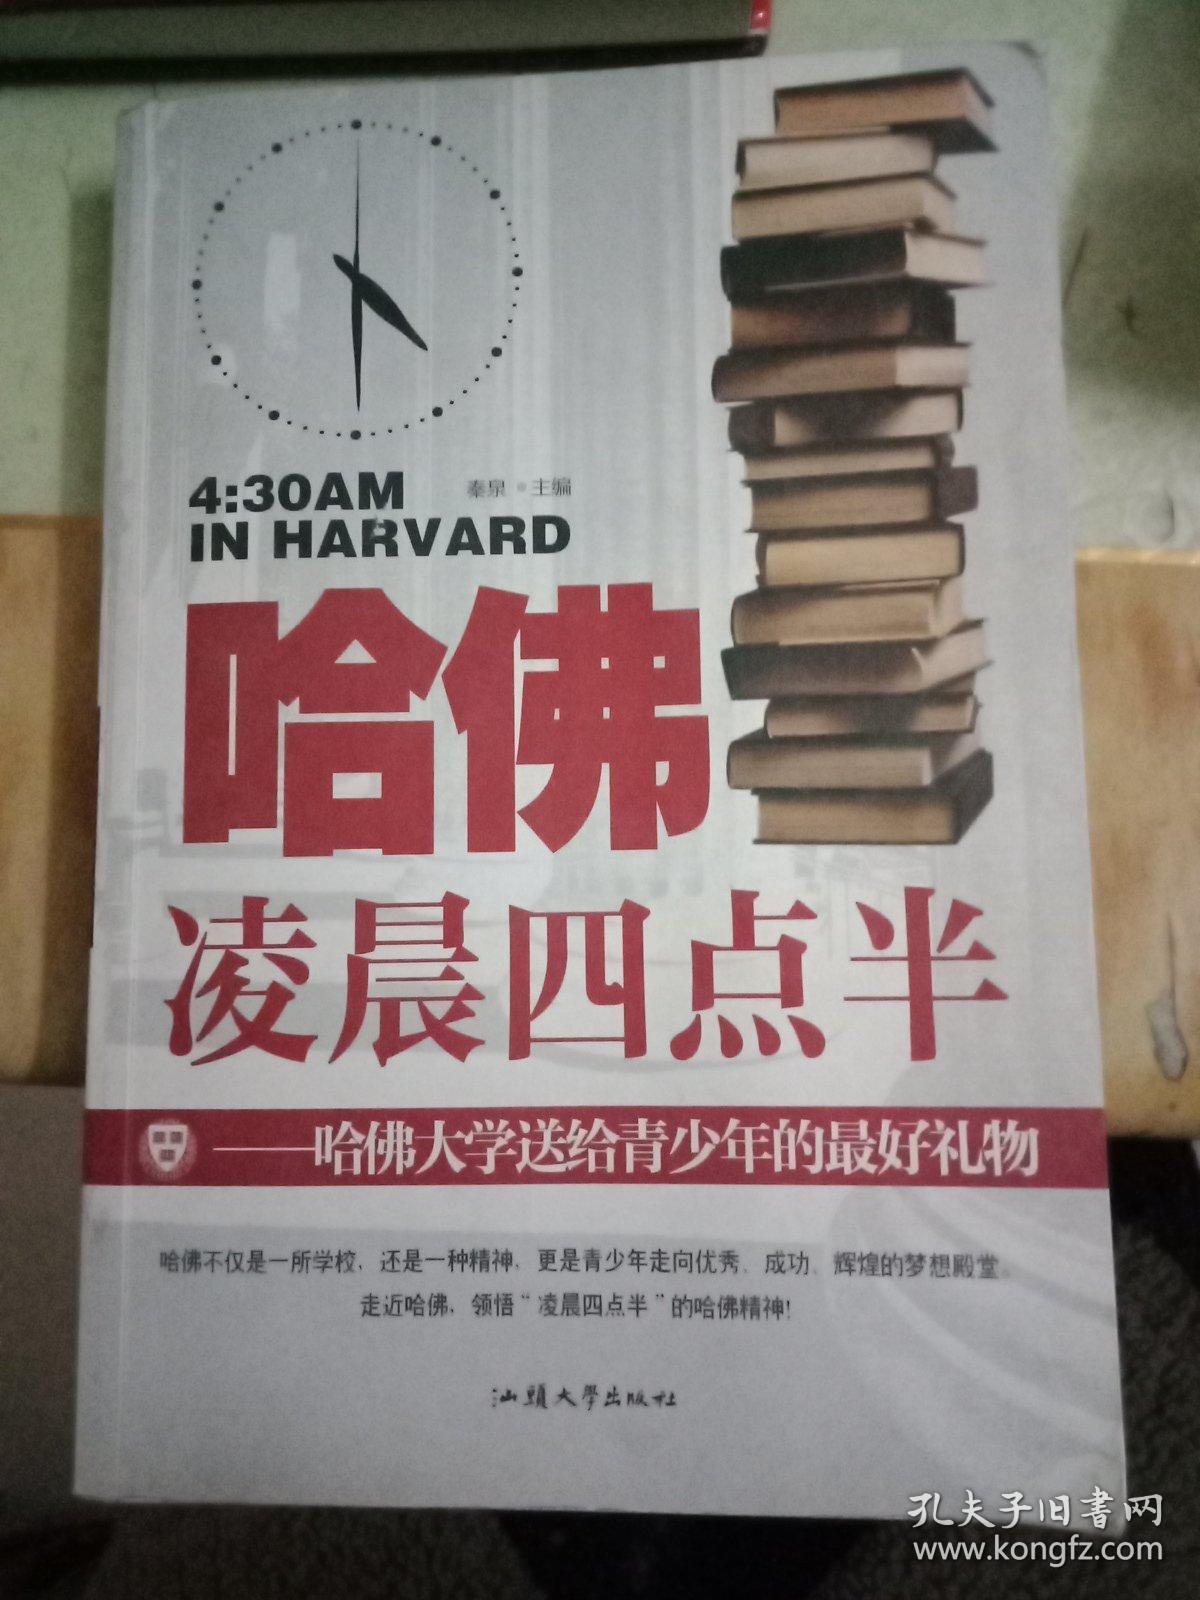 4:30AM
秦泉·主编
IN HARVARD
哈佛
凌晨四点半
——哈佛大学送给青少年的最好礼物
哈佛不仅是一所学校，还是一种精神，更是青少年走向优秀、成功、辉煌的梦想殿堂。
走近哈佛，领悟“凌晨四点半”的哈佛精神！
汕頭大學出版社
孔夫子旧书网
www.kongfz.com